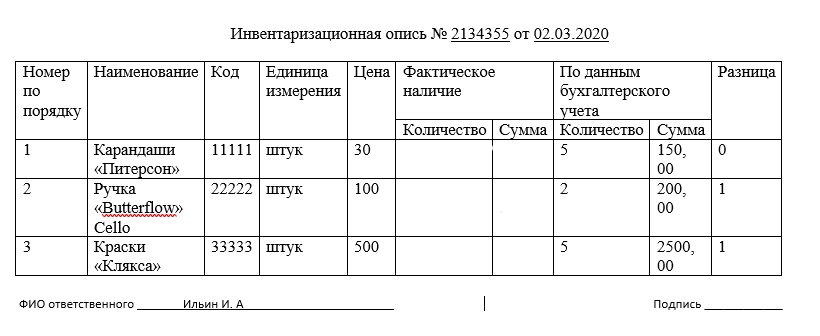 Инвентаризационная опись № 2134355 от 02.03.2020
Номер по порядку Наименование Код Единица измерения Цена Фактическое наличие По данным бухгалтерского учета Разница
Количество Сумма Количество Сумма
1 Карандаши «Питерсон» 11111 штук 30 5 150,00 0
2 Ручка «Butterflow» Cello 22222 штук 100 2 200,00 1
3 Краски «Клякса» 33333 штук 500 5 2500,00 1
ФИО ответственного _______Ильин И. А_______________________ Подпись ____________